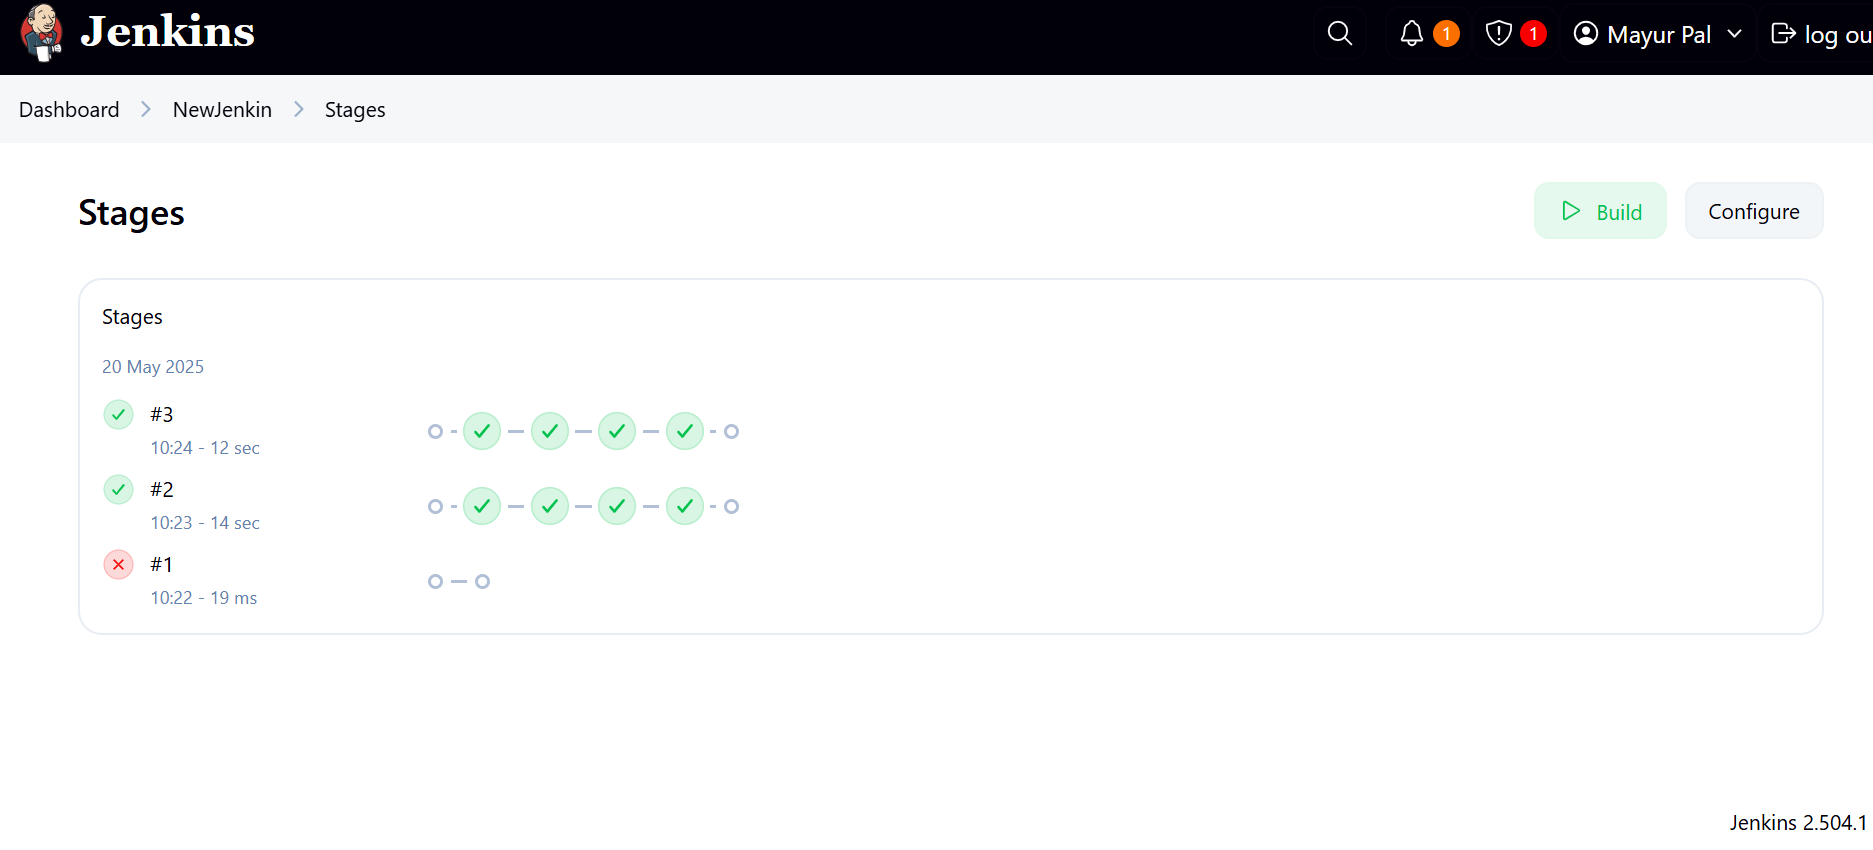 Jenkins
1
1
Mayur Pal
log ou
Dashboard
NewJenkin
Stages
Stages
Build
Configure
Stages
20 May 2025
#3
10:24 - 12 sec
#2
10:23 - 14 sec
#1
10:22 - 19 ms
Jenkins 2.504.1